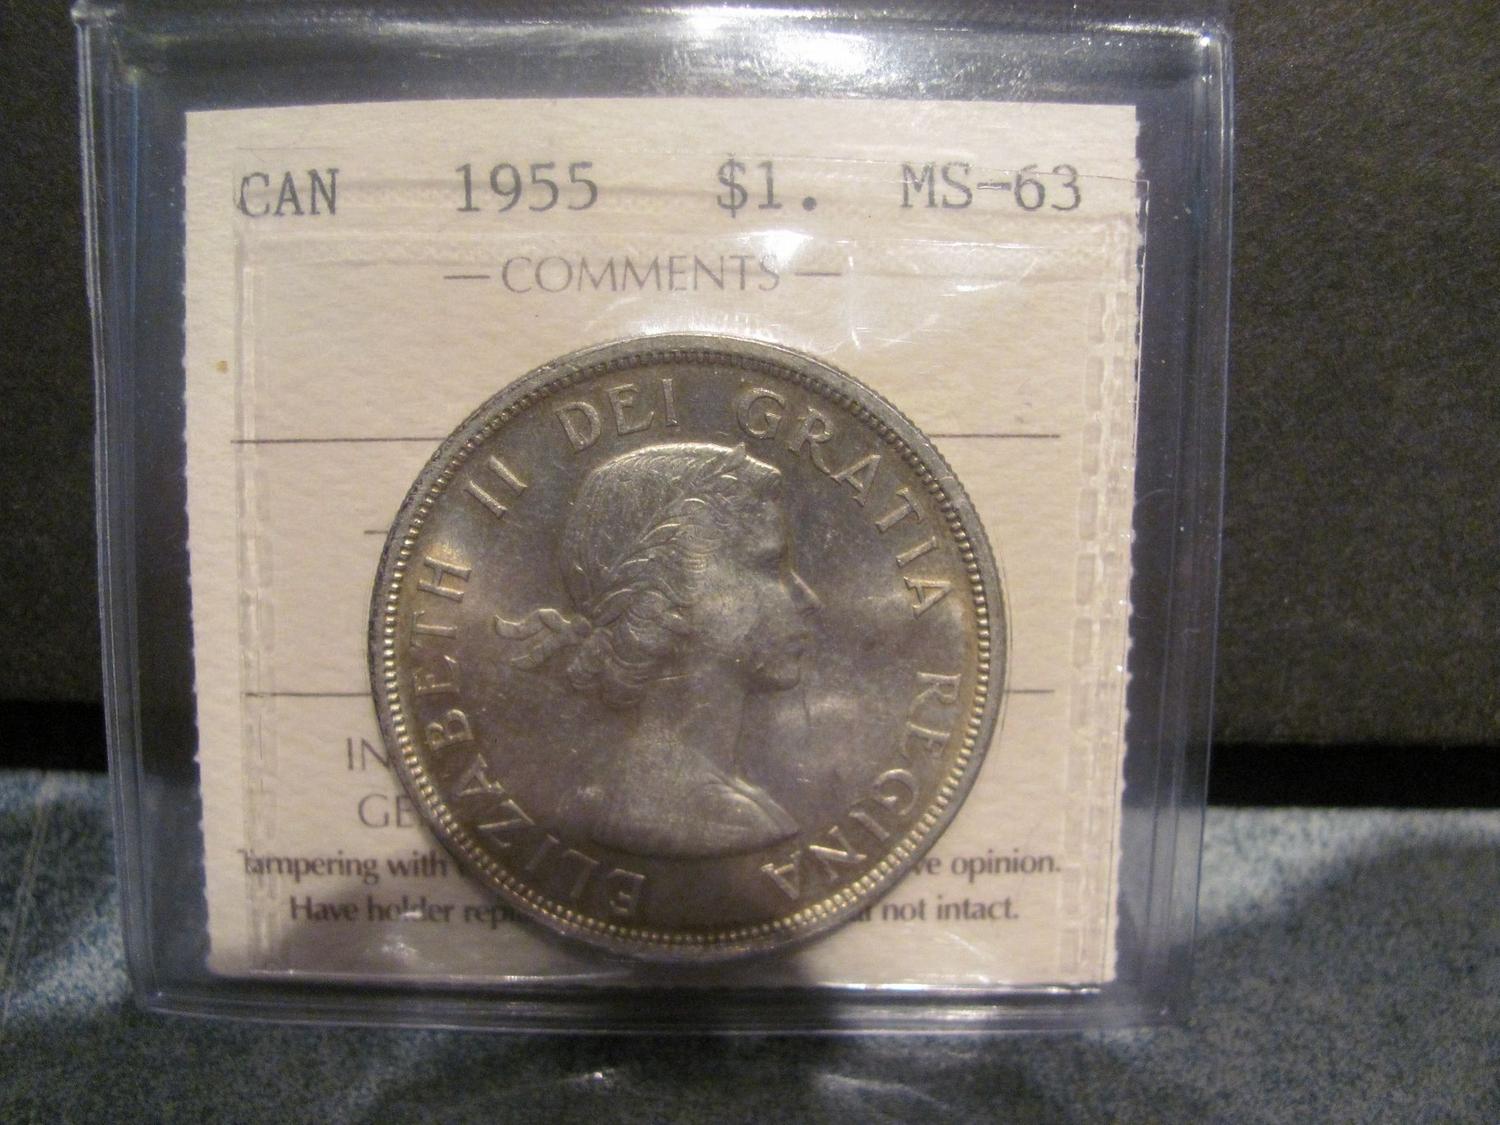 CAN 1955 $1. MS-63
— COMMENTS —
ELIZABETH II DEI GRATIA REGINA
IN
GE
Tampering with ve opinion.
Have holder rep not intact.